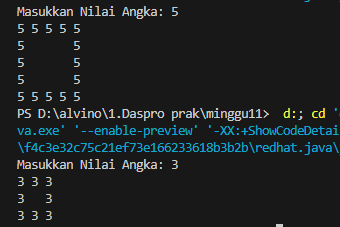 Masukkan Nilai Angka: 5
5 5 5 5 5
5       5
5       5
5       5
5 5 5 5 5
PS D:\alvino\1.Daspro prak\minggu11>  d:; cd '
va.exe' '--enable-preview' '-XX:+ShowCodeDetai
\f4c3e32c75c21ef73e166233618b3b2b\redhat.java\
Masukkan Nilai Angka: 3
3 3 3
3   3
3 3 3